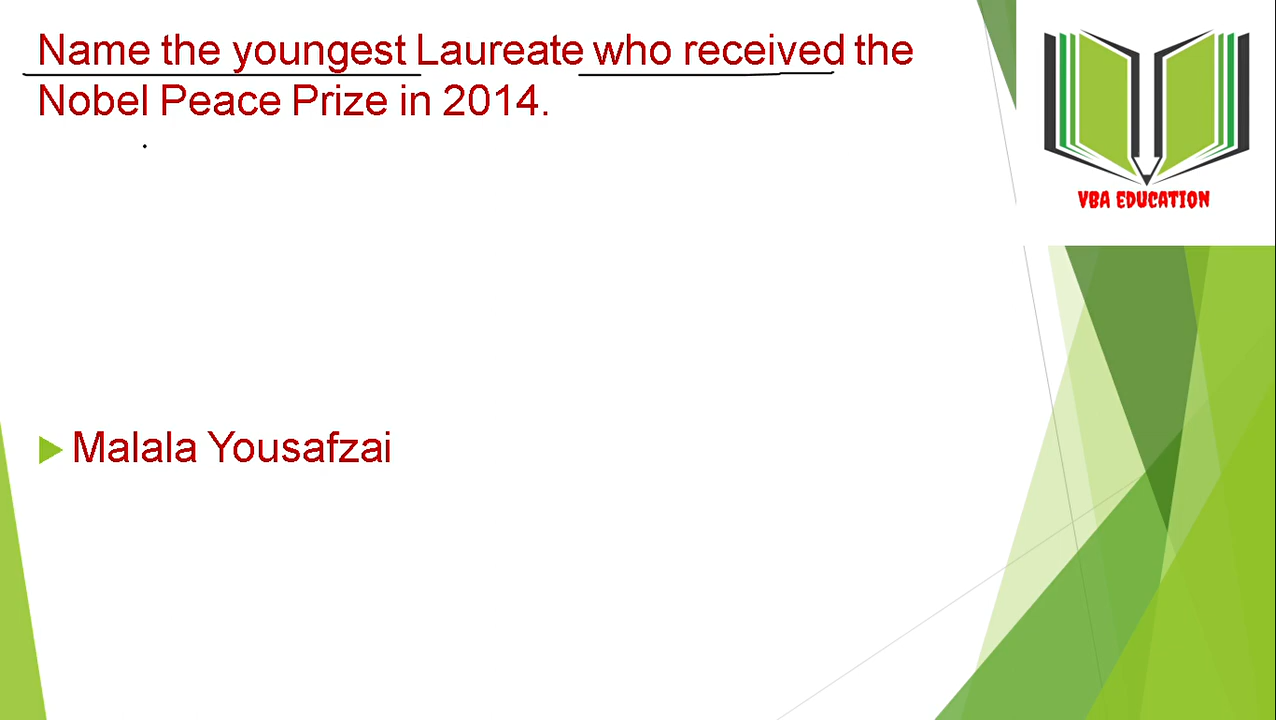 Name the youngest Laureate who received the
Nobel Peace Prize in 2014.
VBA EDUCATION
Malala Yousafzai